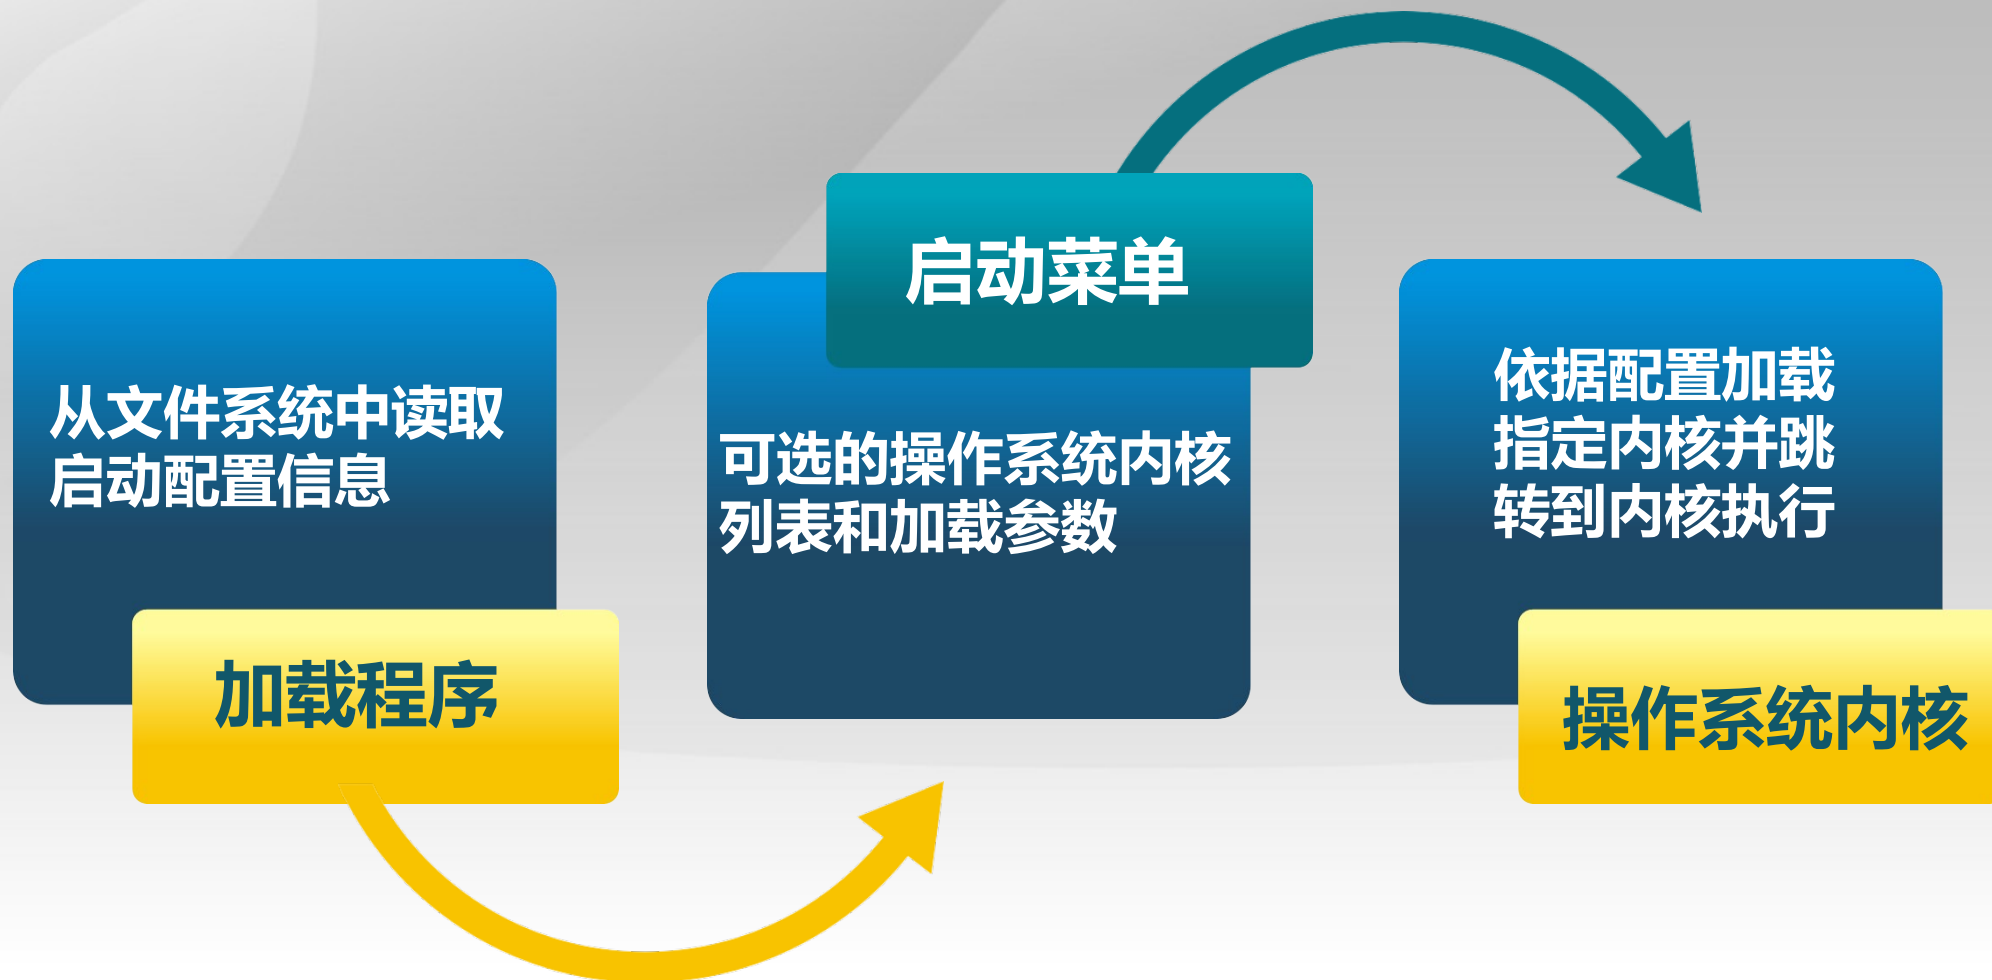 从文件系统中读取
启动配置信息
加载程序
启动菜单
可选的操作系统内核
列表和加载参数
依据配置加载
指定内核并跳
转到内核执行
操作系统内核